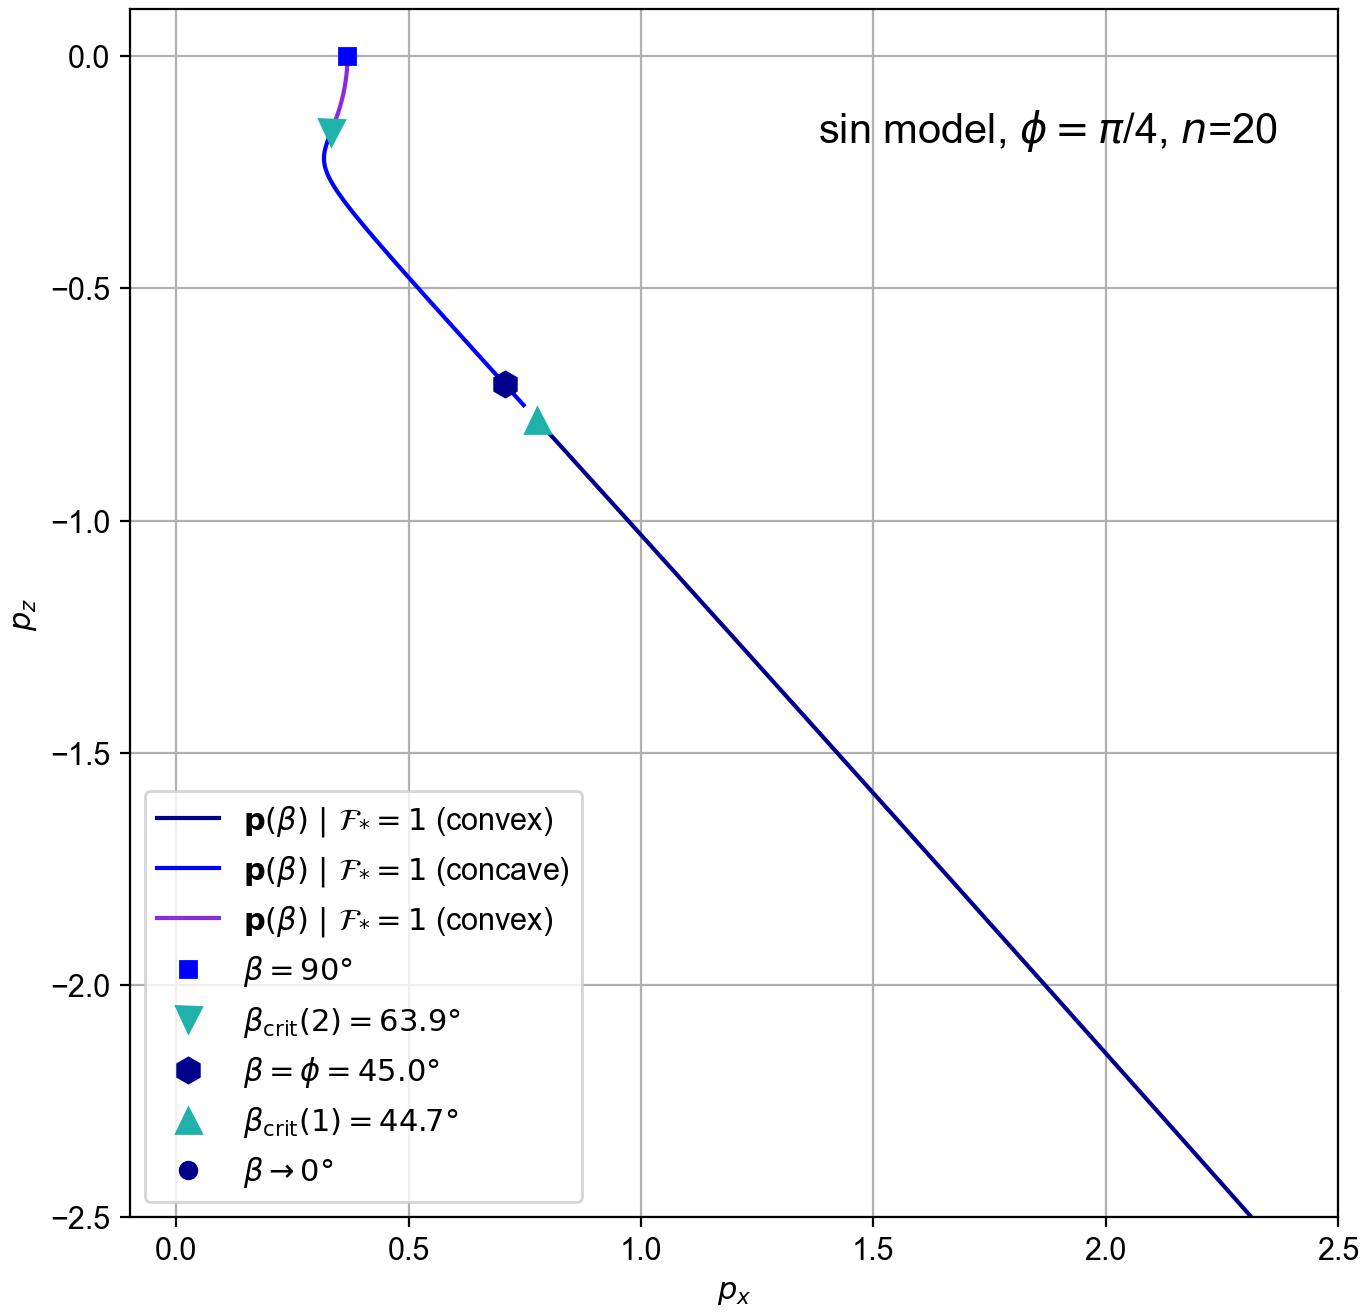 0.0
−0.5
−1.0
−1.5
−2.0
−2.5
p_z
sin model, ϕ = π/4, n=20
p(β) | ℱ* = 1 (convex)
p(β) | ℱ* = 1 (concave)
p(β) | ℱ* = 1 (convex)
β = 90°
β_crit(2) = 63.9°
β = ϕ = 45.0°
β_crit(1) = 44.7°
β → 0°
0.0 0.5 1.0 1.5 2.0 2.5
p_x